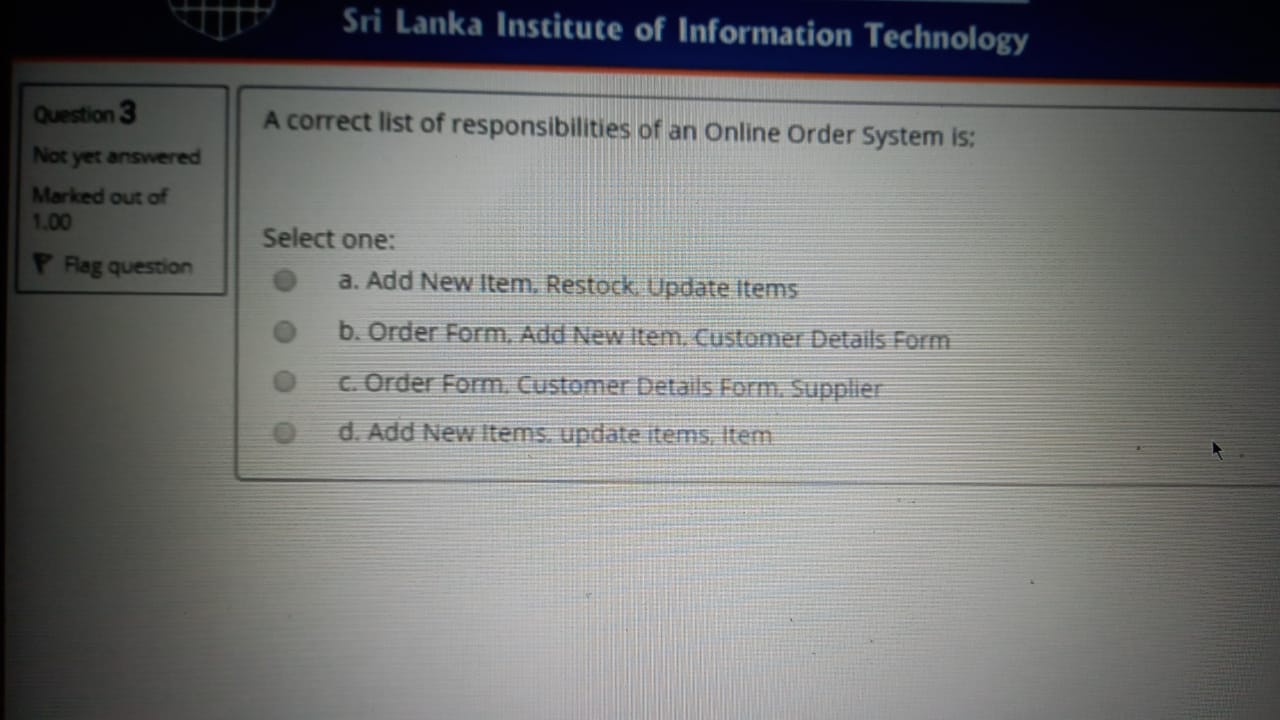 Sri Lanka Institute of Information Technology
Question 3
Not yet answered
Marked out of
1.00
Flag question
A correct list of responsibilities of an Online Order System is:
Select one:
a. Add New Item, Restock, Update Items
b. Order Form, Add New Item, Customer Details Form
c. Order Form, Customer Details Form, Supplier
d. Add New Items, update items, Item